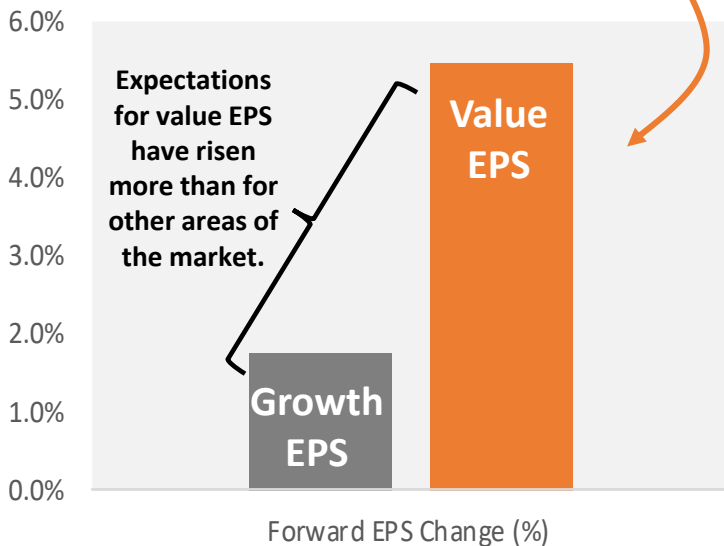 6.0%
5.0%
4.0%
3.0%
2.0%
1.0%
0.0%
Expectations
for value EPS
have risen
more than for
other areas of
the market.
Value
EPS
Growth
EPS
Forward EPS Change (%)